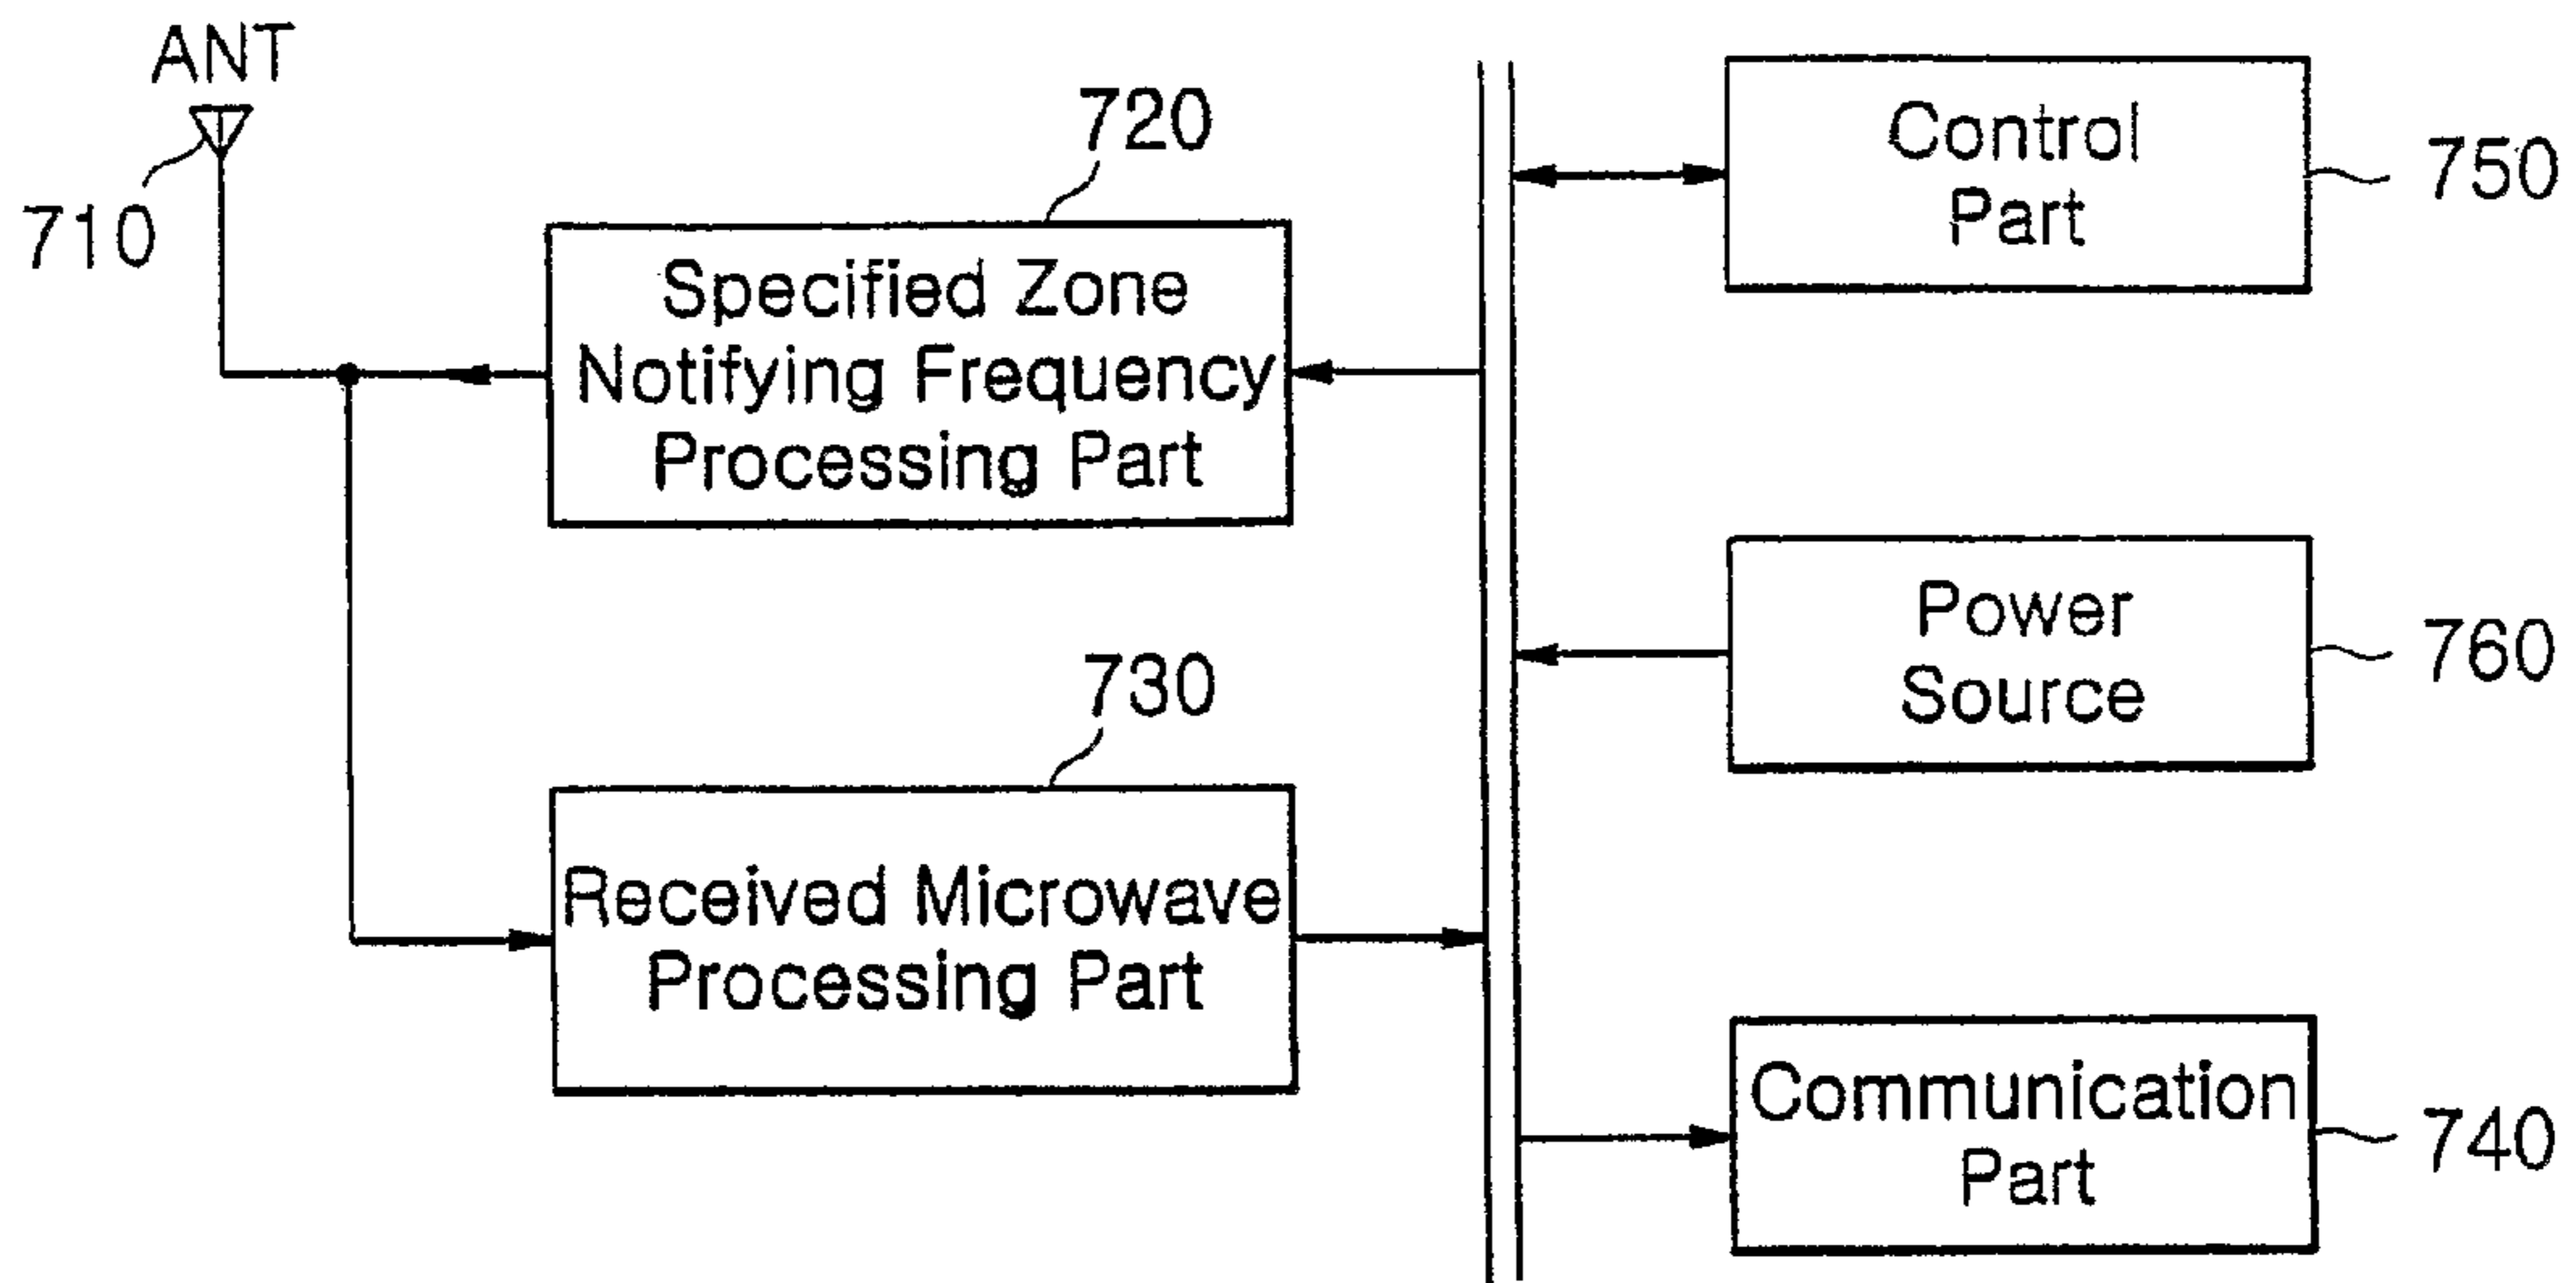 ANT
710
720
Specified Zone
Notifying Frequency
Processing Part
730
Received Microwave
Processing Part
Control
Part
750
Power
Source
760
Communication
Part
740